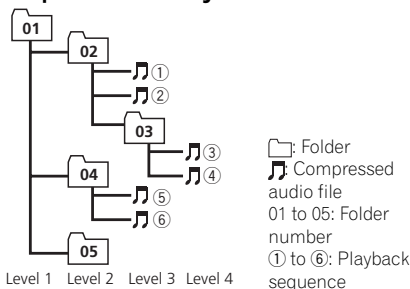 01
02
①
②
03
③
④
04
⑤
⑥
05
Level 1 Level 2 Level 3 Level 4
: Folder
: Compressed
audio file
01 to 05: Folder
number
① to ⑥: Playback
sequence